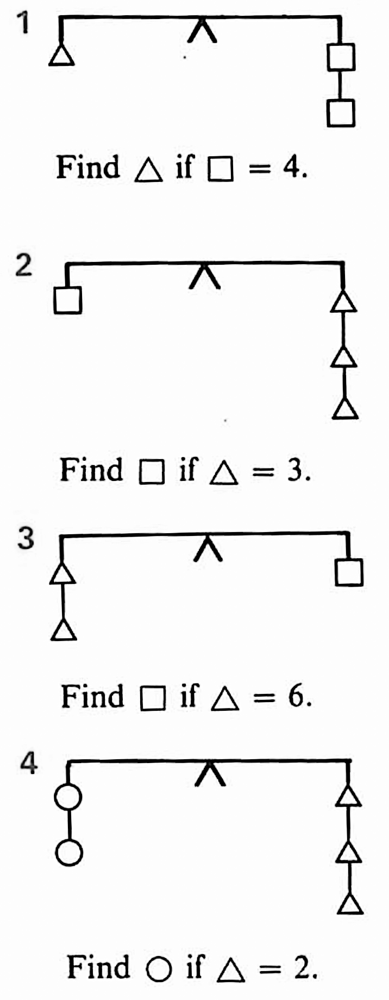 1
Find △ if □ = 4.
2
Find □ if △ = 3.
3
Find □ if △ = 6.
4
Find ○ if △ = 2.